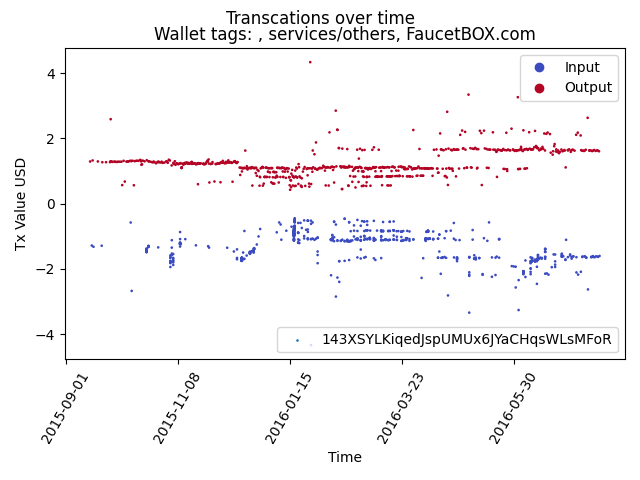 Transcations over time
Wallet tags: , services/others, FaucetBOX.com
Input
Output
4
2
0
−2
−4
Tx Value USD
143XSYLKiqedJspUMUx6JYaCHqsWLsMFoR
2015-09-01
2015-11-08
2016-01-15
2016-03-23
2016-05-30
Time